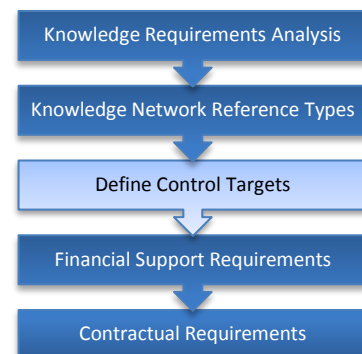 Knowledge Requirements Analysis
Knowledge Network Reference Types
Define Control Targets
Financial Support Requirements
Contractual Requirements